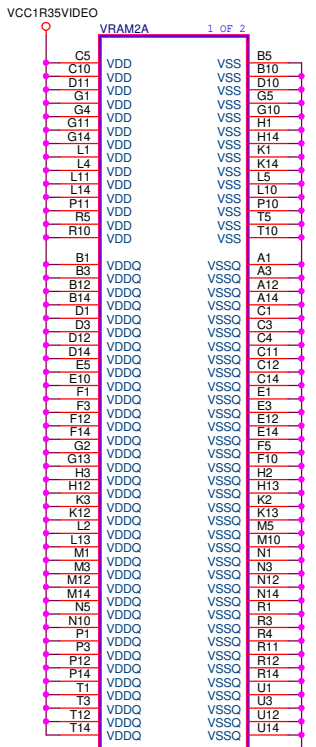 VCC1R35VIDEO
VRAM2A 1 OF 2
C5 VDD VSS B5
C10 VDD VSS B10
D11 VDD VSS D10
G1 VDD VSS G5
G4 VDD VSS G10
G11 VDD VSS H1
G14 VDD VSS H14
L1 VDD VSS K1
L4 VDD VSS K14
L11 VDD VSS L5
L14 VDD VSS L10
P11 VDD VSS P10
R5 VDD VSS T5
R10 VDD VSS T10
B1 VDDQ VSSQ A1
B3 VDDQ VSSQ A3
B12 VDDQ VSSQ A12
B14 VDDQ VSSQ A14
D1 VDDQ VSSQ C1
D3 VDDQ VSSQ C3
D12 VDDQ VSSQ C4
D14 VDDQ VSSQ C11
E5 VDDQ VSSQ C12
E10 VDDQ VSSQ C14
F1 VDDQ VSSQ E1
F3 VDDQ VSSQ E3
F12 VDDQ VSSQ E12
F14 VDDQ VSSQ E14
G2 VDDQ VSSQ F5
G13 VDDQ VSSQ F10
H3 VDDQ VSSQ H2
H12 VDDQ VSSQ H13
K3 VDDQ VSSQ K2
K12 VDDQ VSSQ K13
L2 VDDQ VSSQ M5
L13 VDDQ VSSQ M10
M1 VDDQ VSSQ N1
M3 VDDQ VSSQ N3
M12 VDDQ VSSQ N12
M14 VDDQ VSSQ N14
N5 VDDQ VSSQ R1
N10 VDDQ VSSQ R3
P1 VDDQ VSSQ R4
P3 VDDQ VSSQ R11
P12 VDDQ VSSQ R12
P14 VDDQ VSSQ R14
T1 VDDQ VSSQ U1
T3 VDDQ VSSQ U3
T12 VDDQ VSSQ U12
T14 VDDQ VSSQ U14